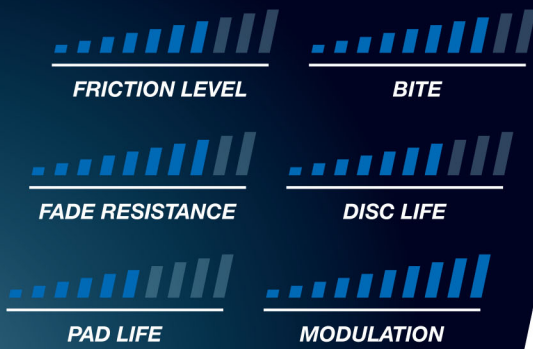 FRICTION LEVEL
BITE
FADE RESISTANCE
DISC LIFE
PAD LIFE
MODULATION